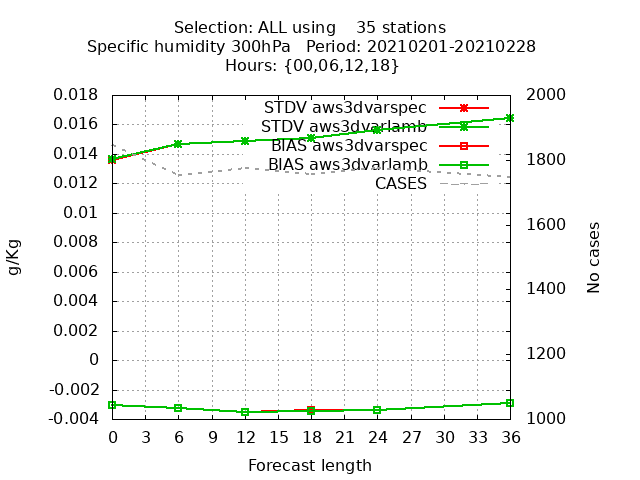 Selection: ALL using    35 stations
Specific humidity 300hPa   Period: 20210201-20210228
Hours: {00,06,12,18}
0.018
0.016
0.014
0.012
0.01
0.008
0.006
0.004
0.002
0
-0.002
-0.004
g/Kg
STDV aws3dvarspec
STDV aws3dvarlamb
BIAS aws3dvarspec
BIAS aws3dvarlamb
CASES
2000
1800
1600
1400
1200
1000
No cases
0 3 6 9 12 15 18 21 24 27 30 33 36
Forecast length